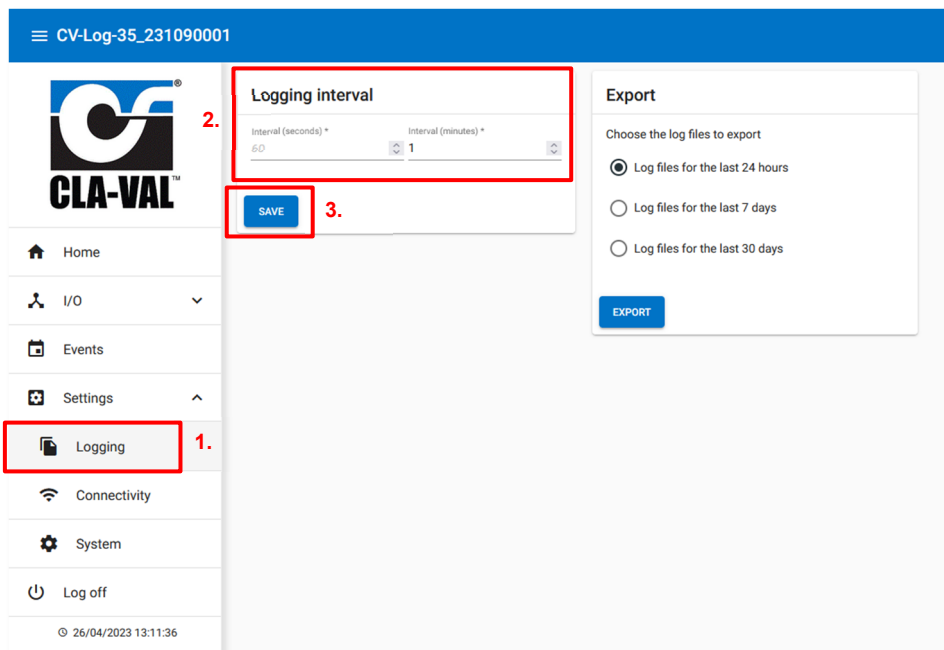 CV-Log-35_231090001
CLA-VAL™
®
Home
I/O
Events
Settings
Logging
1.
Connectivity
System
Log off
26/04/2023 13:11:36
2.
Logging interval
Interval (seconds) *
60
Interval (minutes) *
1
SAVE
3.
Export
Choose the log files to export
Log files for the last 24 hours
Log files for the last 7 days
Log files for the last 30 days
EXPORT